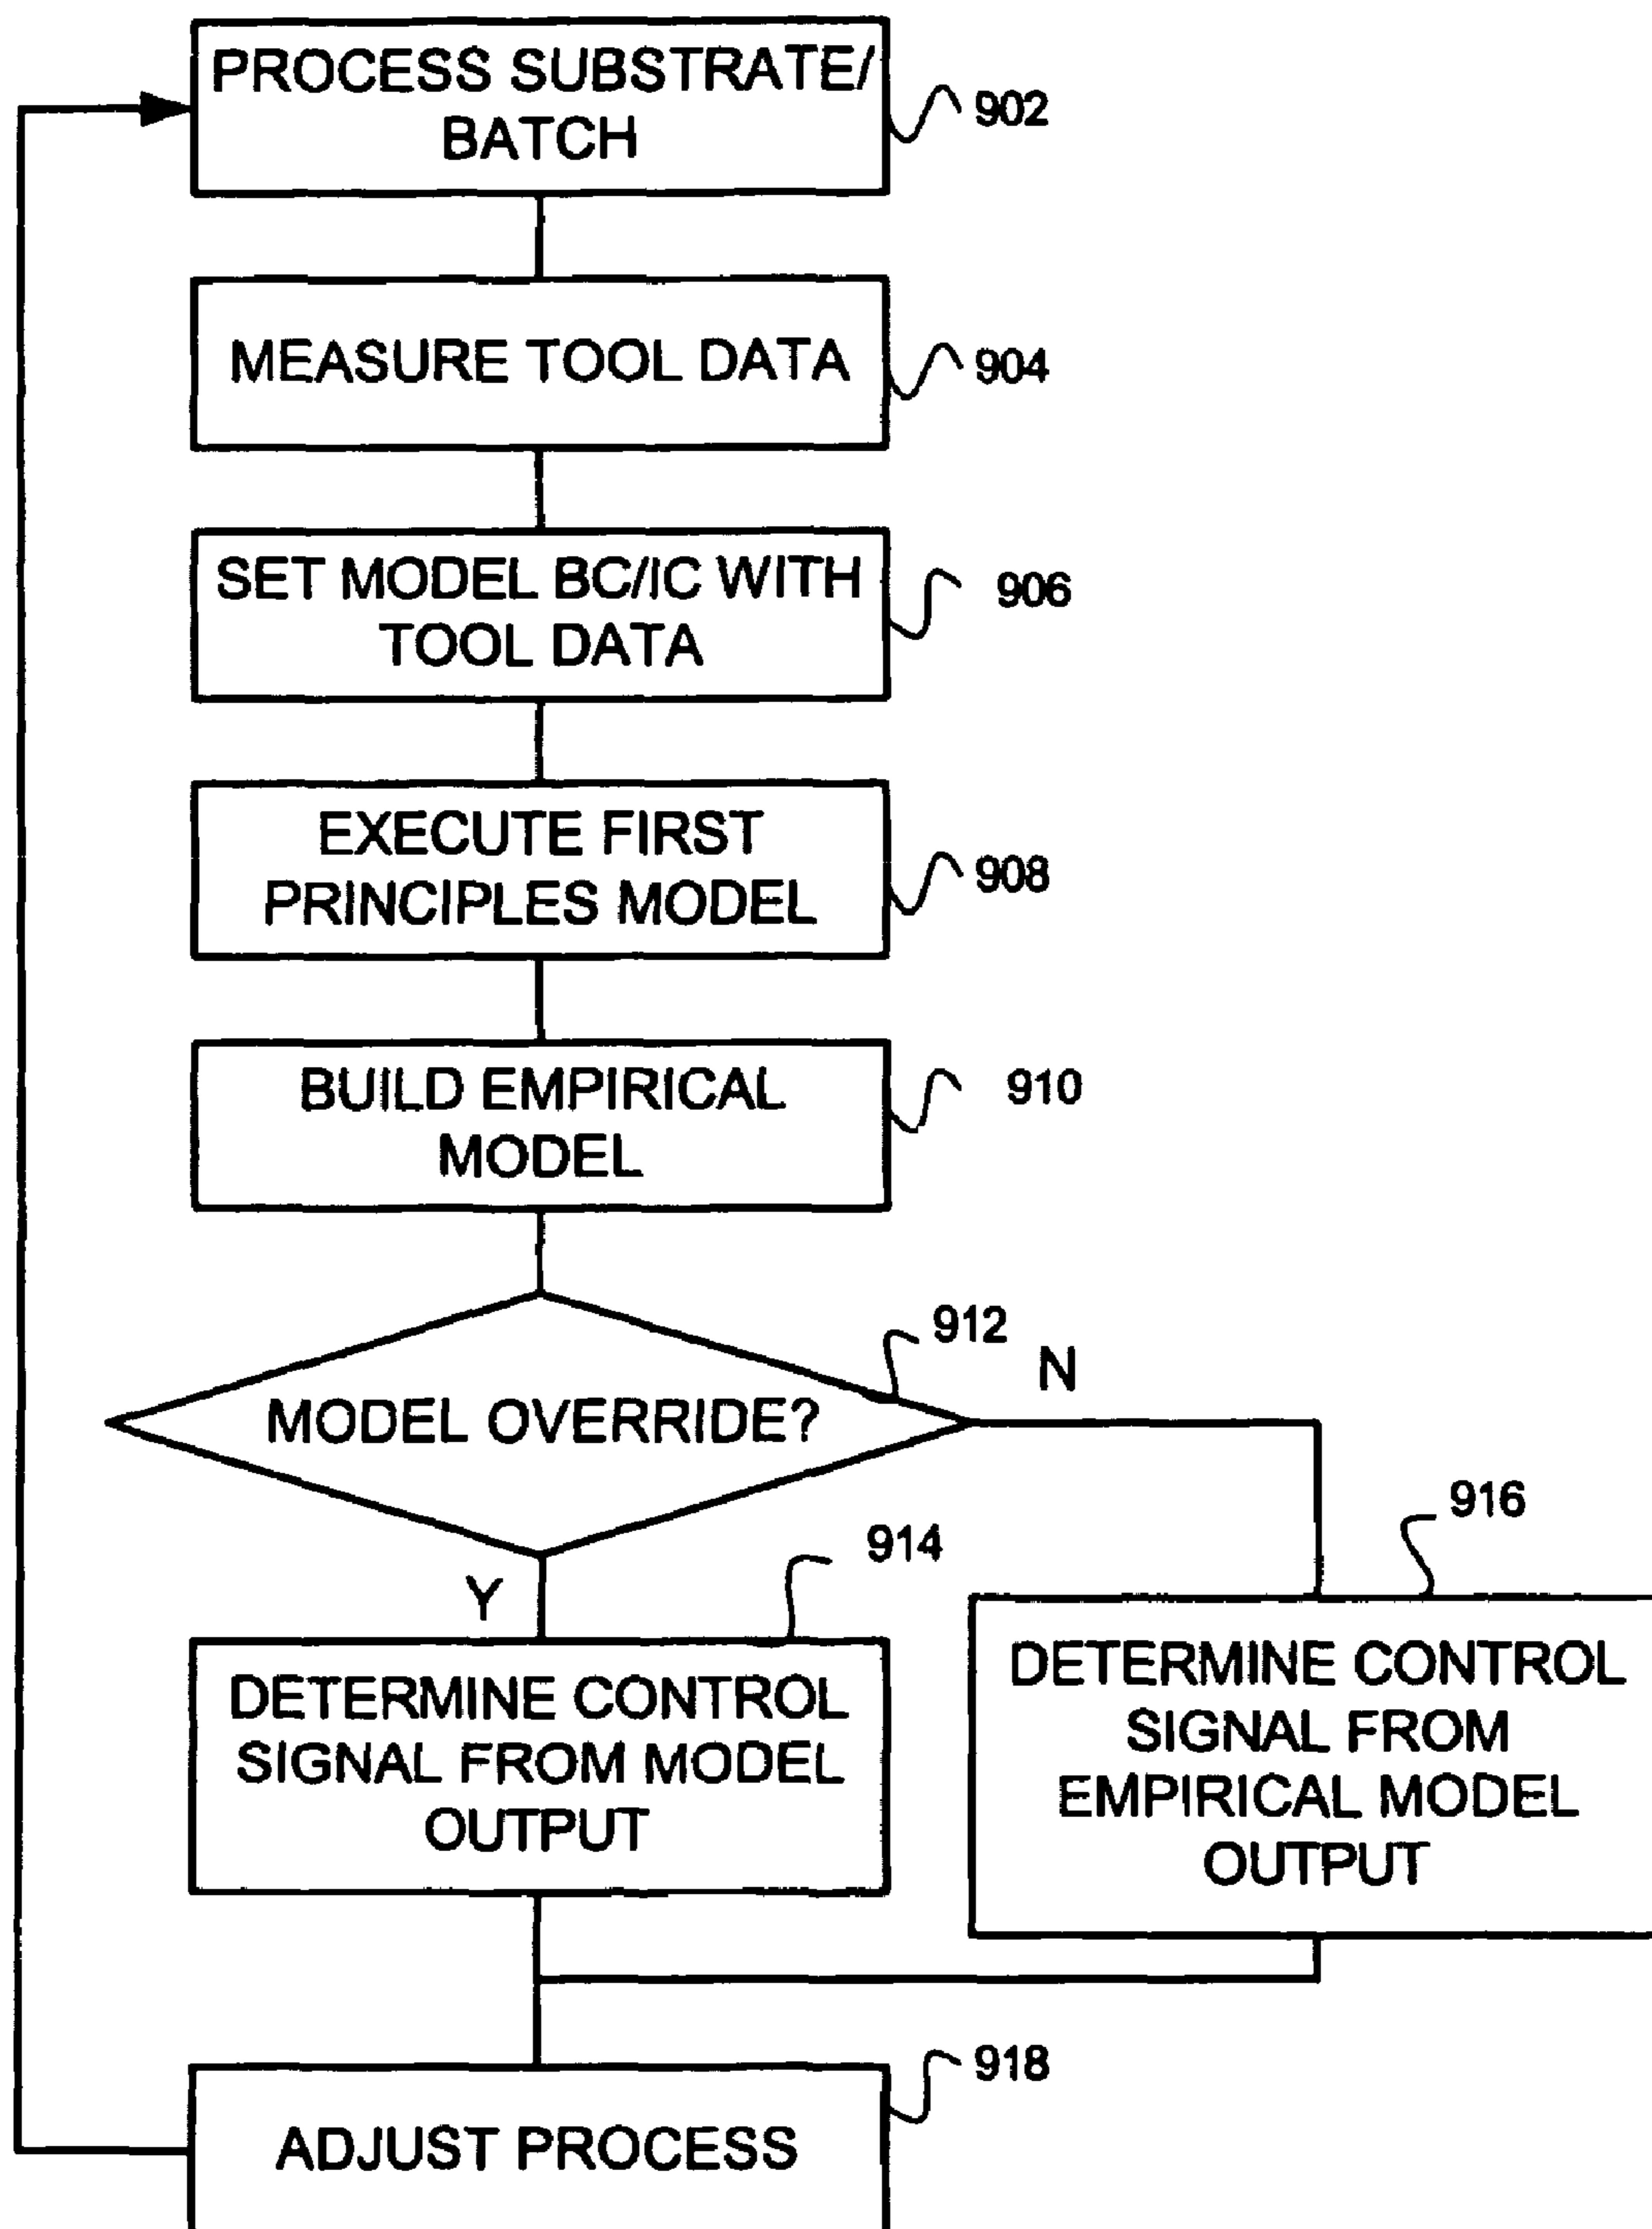 PROCESS SUBSTRATE/
BATCH
902
MEASURE TOOL DATA
904
SET MODEL BC/IC WITH
TOOL DATA
906
EXECUTE FIRST
PRINCIPLES MODEL
908
BUILD EMPIRICAL
MODEL
910
912
N
MODEL OVERRIDE?
916
914
Y
DETERMINE CONTROL
SIGNAL FROM MODEL
OUTPUT
DETERMINE CONTROL
SIGNAL FROM
EMPIRICAL MODEL
OUTPUT
918
ADJUST PROCESS